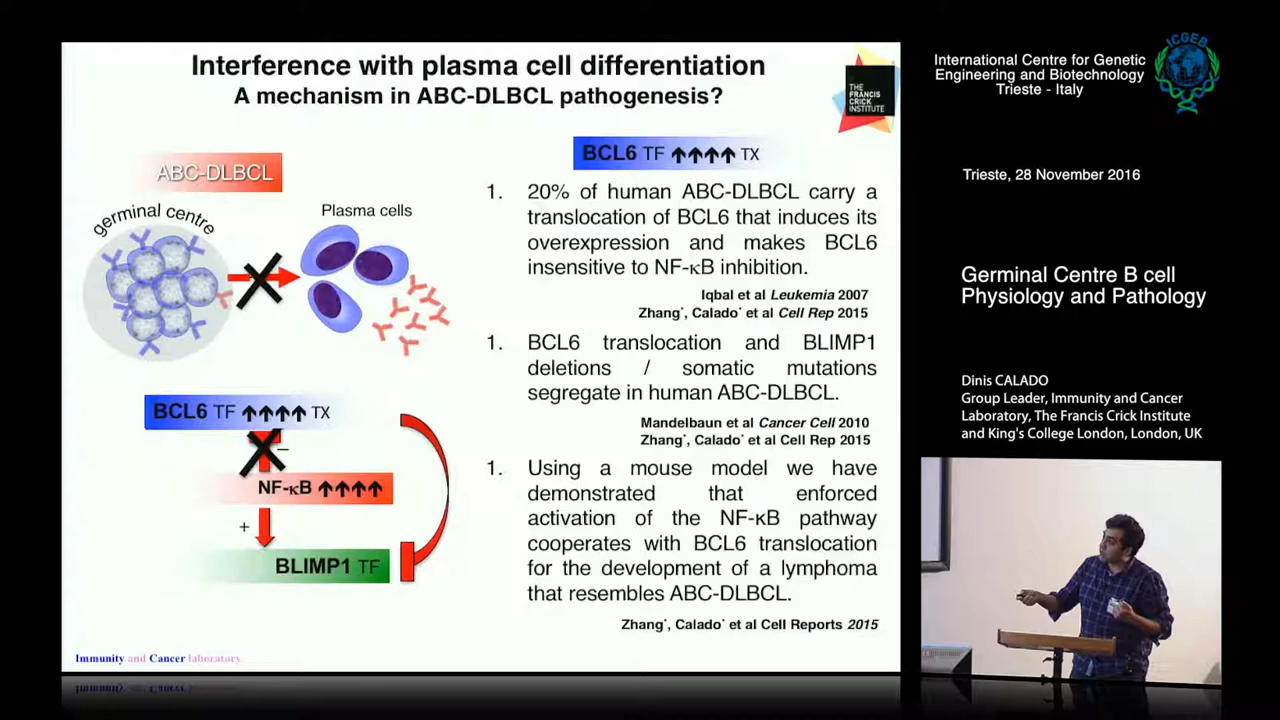 Interference with plasma cell differentiation
A mechanism in ABC-DLBCL pathogenesis?
THE
FRANCIS
CRICK
INSTITUTE
ABC-DLBCL
germinal centre
Plasma cells
BCL6 TF ↑↑↑↑ TX
–
NF-κB ↑↑↑↑
+
BLIMP1 TF
BCL6 TF ↑↑↑↑ TX
1. 20% of human ABC-DLBCL carry a
translocation of BCL6 that induces its
overexpression and makes BCL6
insensitive to NF-κB inhibition.
Iqbal et al Leukemia 2007
Zhang*, Calado* et al Cell Rep 2015
1. BCL6 translocation and BLIMP1
deletions / somatic mutations
segregate in human ABC-DLBCL.
Mandelbaun et al Cancer Cell 2010
Zhang*, Calado* et al Cell Rep 2015
1. Using a mouse model we have
demonstrated that enforced
activation of the NF-κB pathway
cooperates with BCL6 translocation
for the development of a lymphoma
that resembles ABC-DLBCL.
Zhang*, Calado* et al Cell Reports 2015
Immunity and Cancer laboratory
International Centre for Genetic
Engineering and Biotechnology
Trieste - Italy
ICGEB
Trieste, 28 November 2016
Germinal Centre B cell
Physiology and Pathology
Dinis CALADO
Group Leader, Immunity and Cancer
Laboratory, The Francis Crick Institute
and King's College London, London, UK